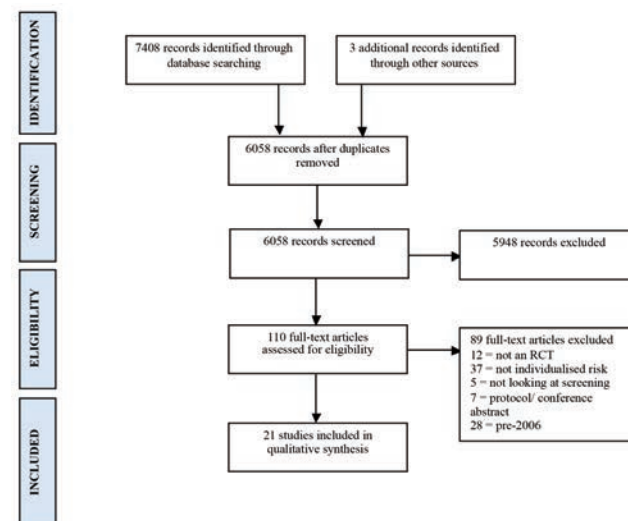 IDENTIFICATION
7408 records identified through
database searching
3 additional records identified
through other sources
6058 records after duplicates
removed
SCREENING
6058 records screened
5948 records excluded
ELIGIBILITY
110 full-text articles
assessed for eligibility
89 full-text articles excluded
12 = not an RCT
37 = not individualised risk
5 = not looking at screening
7 = protocol/ conference
abstract
28 = pre-2006
INCLUDED
21 studies included in
qualitative synthesis